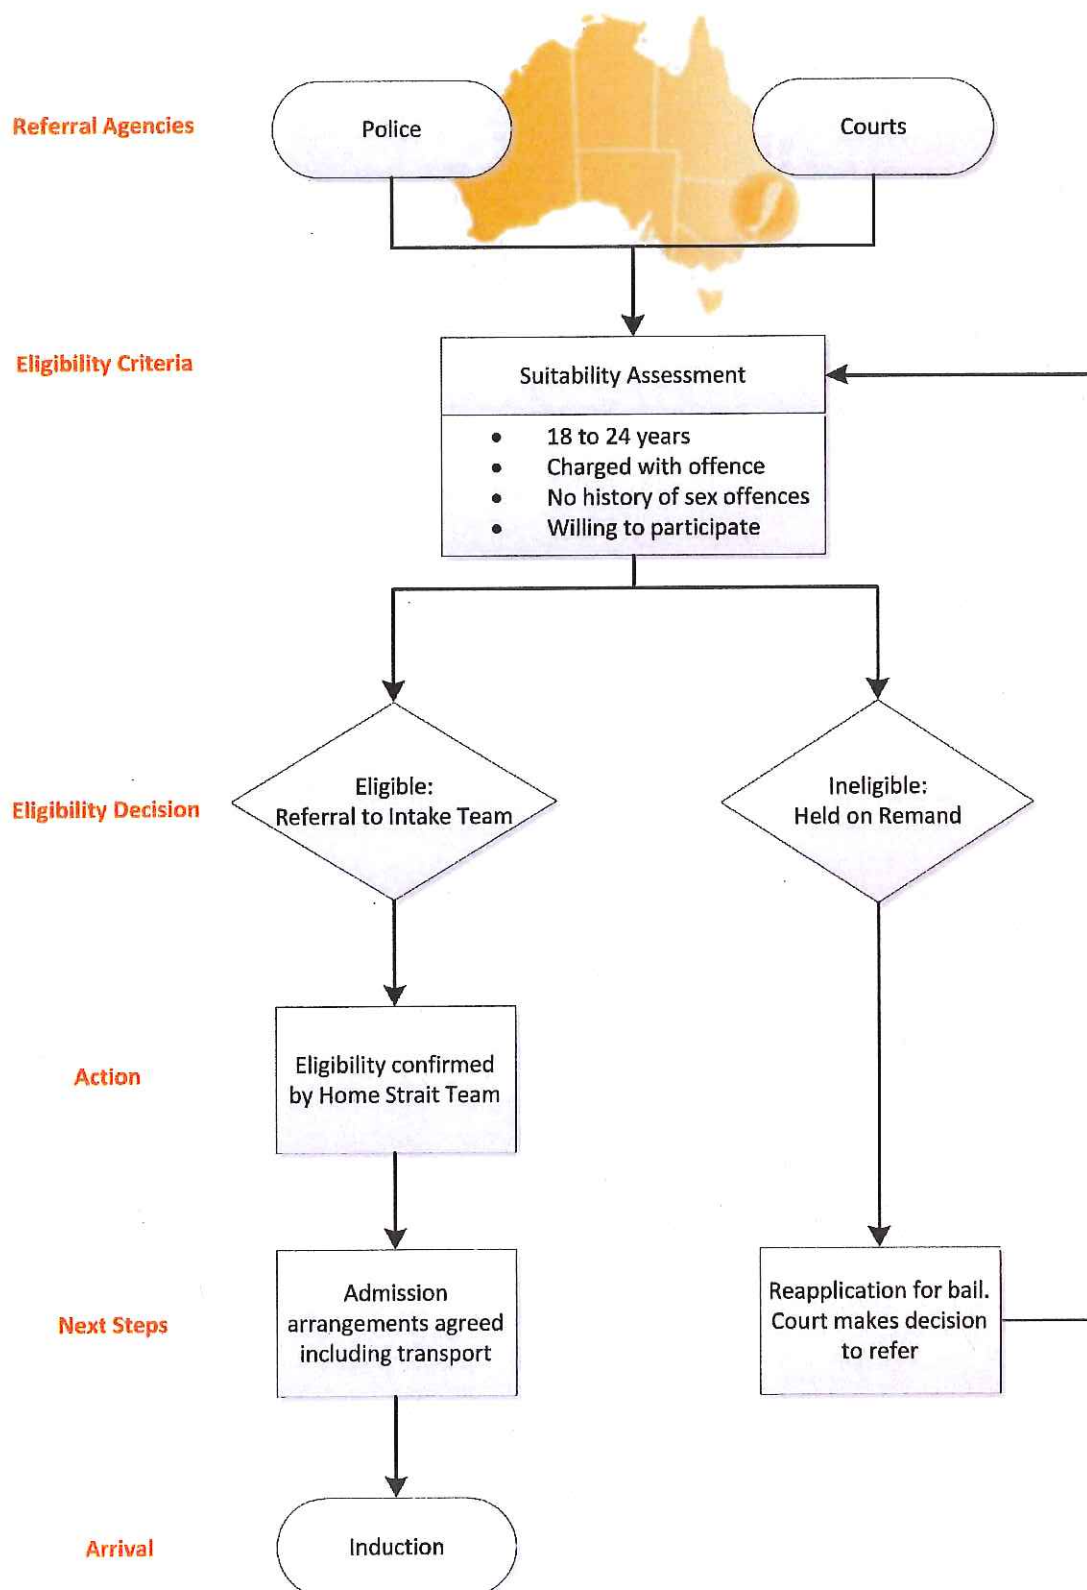 Referral Agencies
Police
Courts
Eligibility Criteria
Suitability Assessment
• 18 to 24 years
• Charged with offence
• No history of sex offences
• Willing to participate
Eligibility Decision
Eligible:
Referral to Intake Team
Ineligible:
Held on Remand
Action
Eligibility confirmed
by Home Strait Team
Next Steps
Admission
arrangements agreed
including transport
Reapplication for bail.
Court makes decision
to refer
Arrival
Induction